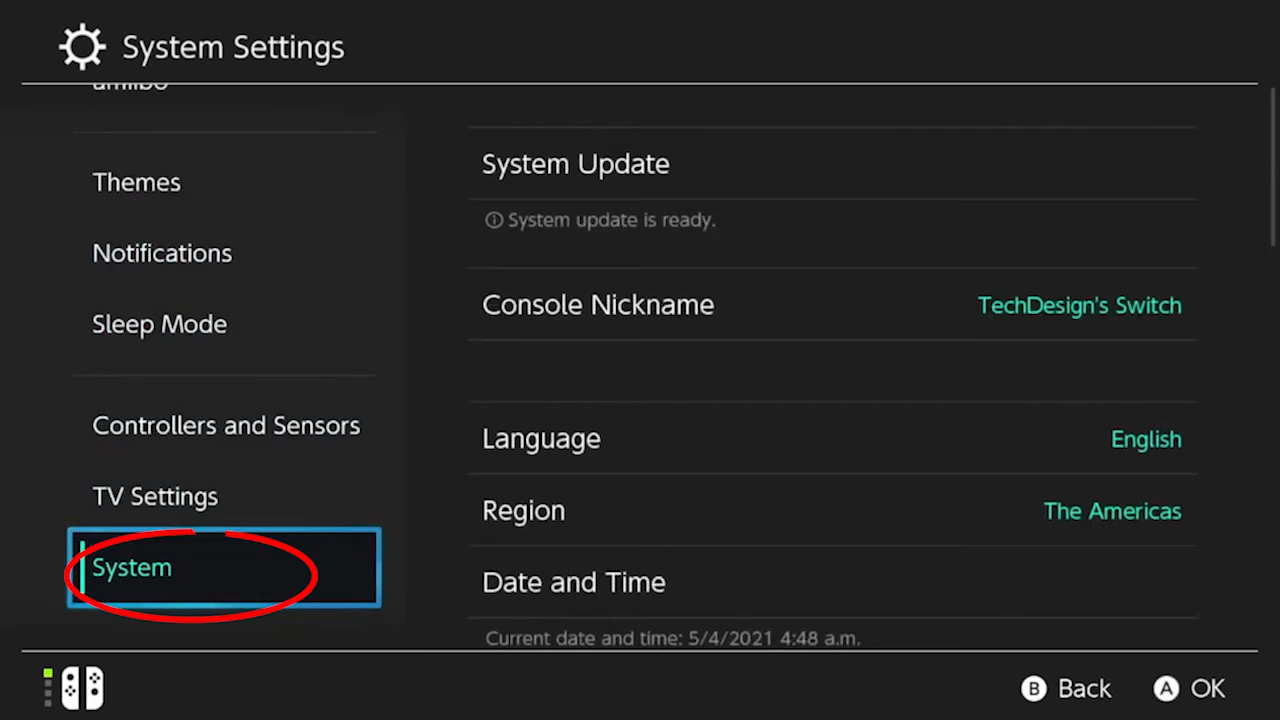 System Settings
amiibo
Themes
Notifications
Sleep Mode
Controllers and Sensors
TV Settings
System
System Update
System update is ready.
Console Nickname TechDesign's Switch
Language English
Region The Americas
Date and Time
Current date and time: 5/4/2021 4:48 a.m.
B Back A OK